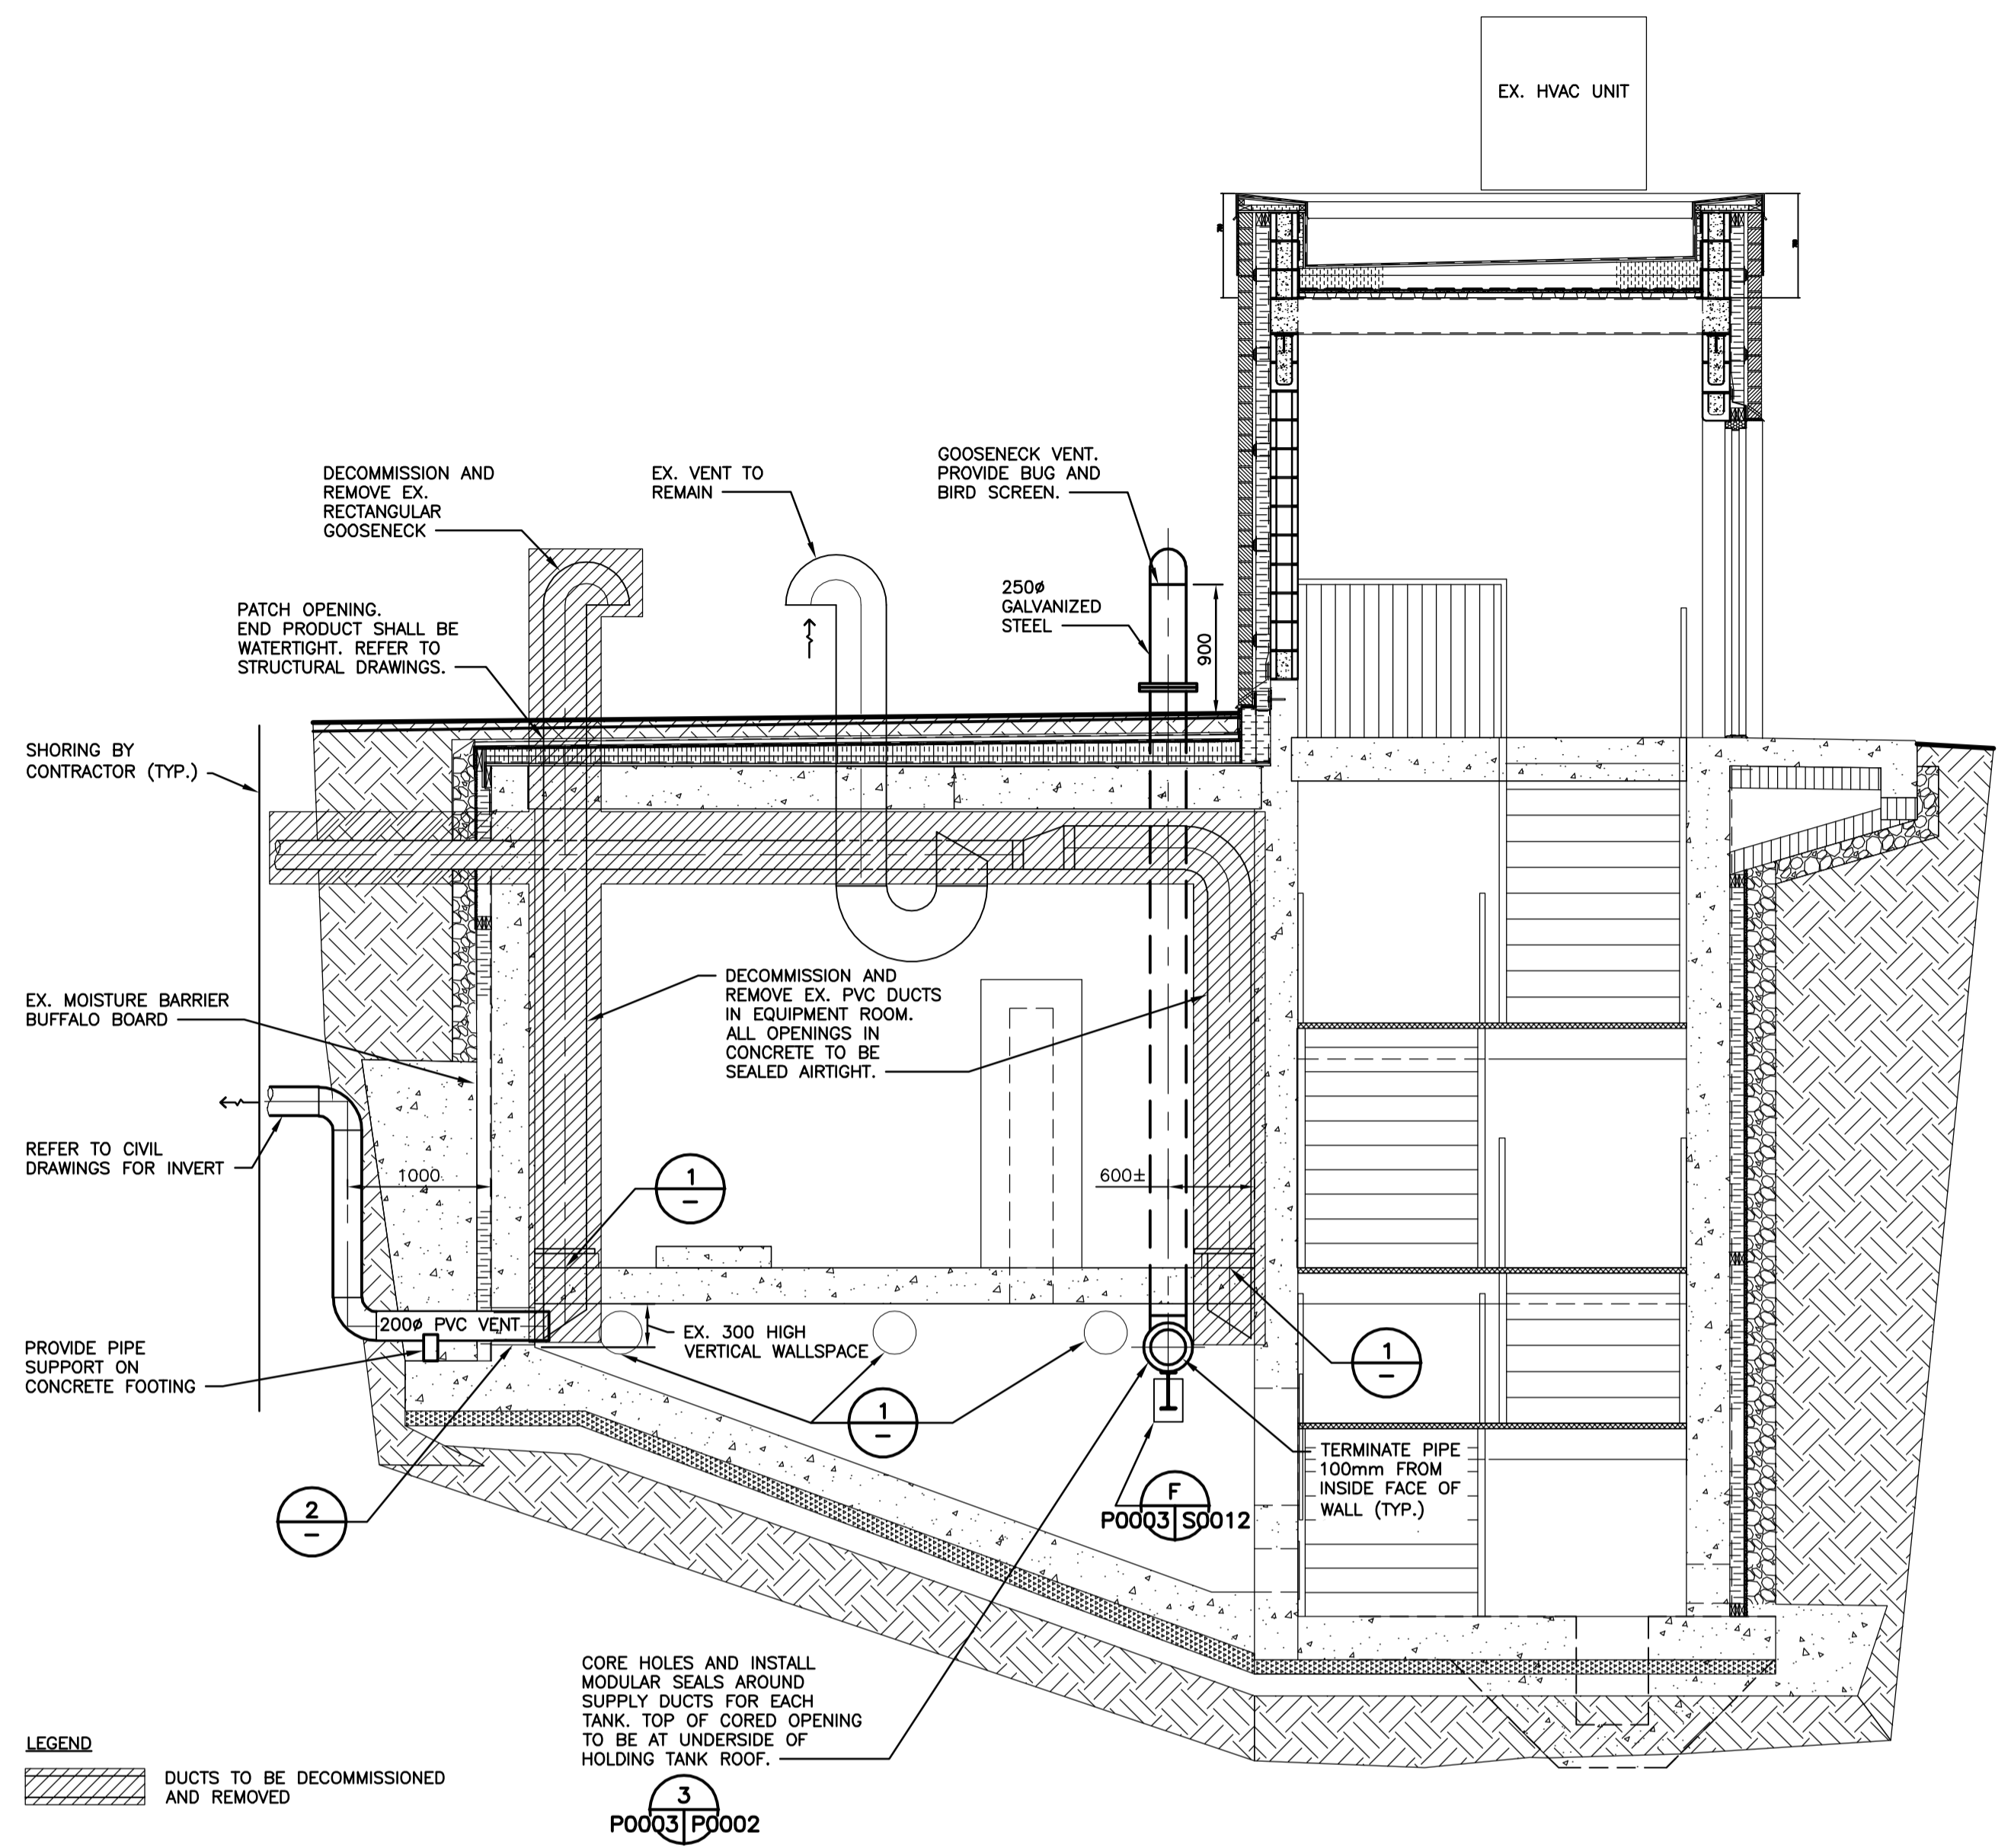 EX. HVAC UNIT
DECOMMISSION AND
REMOVE EX.
RECTANGULAR
GOOSENECK
EX. VENT TO
REMAIN
GOOSENECK VENT.
PROVIDE BUG AND
BIRD SCREEN.
250ø
GALVANIZED
STEEL
900
PATCH OPENING.
END PRODUCT SHALL BE
WATERTIGHT. REFER TO
STRUCTURAL DRAWINGS.
SHORING BY
CONTRACTOR (TYP.)
EX. MOISTURE BARRIER
BUFFALO BOARD
DECOMMISSION AND
REMOVE EX. PVC DUCTS
IN EQUIPMENT ROOM.
ALL OPENINGS IN
CONCRETE TO BE
SEALED AIRTIGHT.
REFER TO CIVIL
DRAWINGS FOR INVERT
1000
1
–
600±
200ø PVC VENT
EX. 300 HIGH
VERTICAL WALLSPACE
PROVIDE PIPE
SUPPORT ON
CONCRETE FOOTING
1
–
1
–
TERMINATE PIPE
100mm FROM
INSIDE FACE OF
WALL (TYP.)
F
P0003 S0012
2
–
CORE HOLES AND INSTALL
MODULAR SEALS AROUND
SUPPLY DUCTS FOR EACH
TANK. TOP OF CORED OPENING
TO BE AT UNDERSIDE OF
HOLDING TANK ROOF.
3
P0003 P0002
LEGEND
DUCTS TO BE DECOMMISSIONED
AND REMOVED